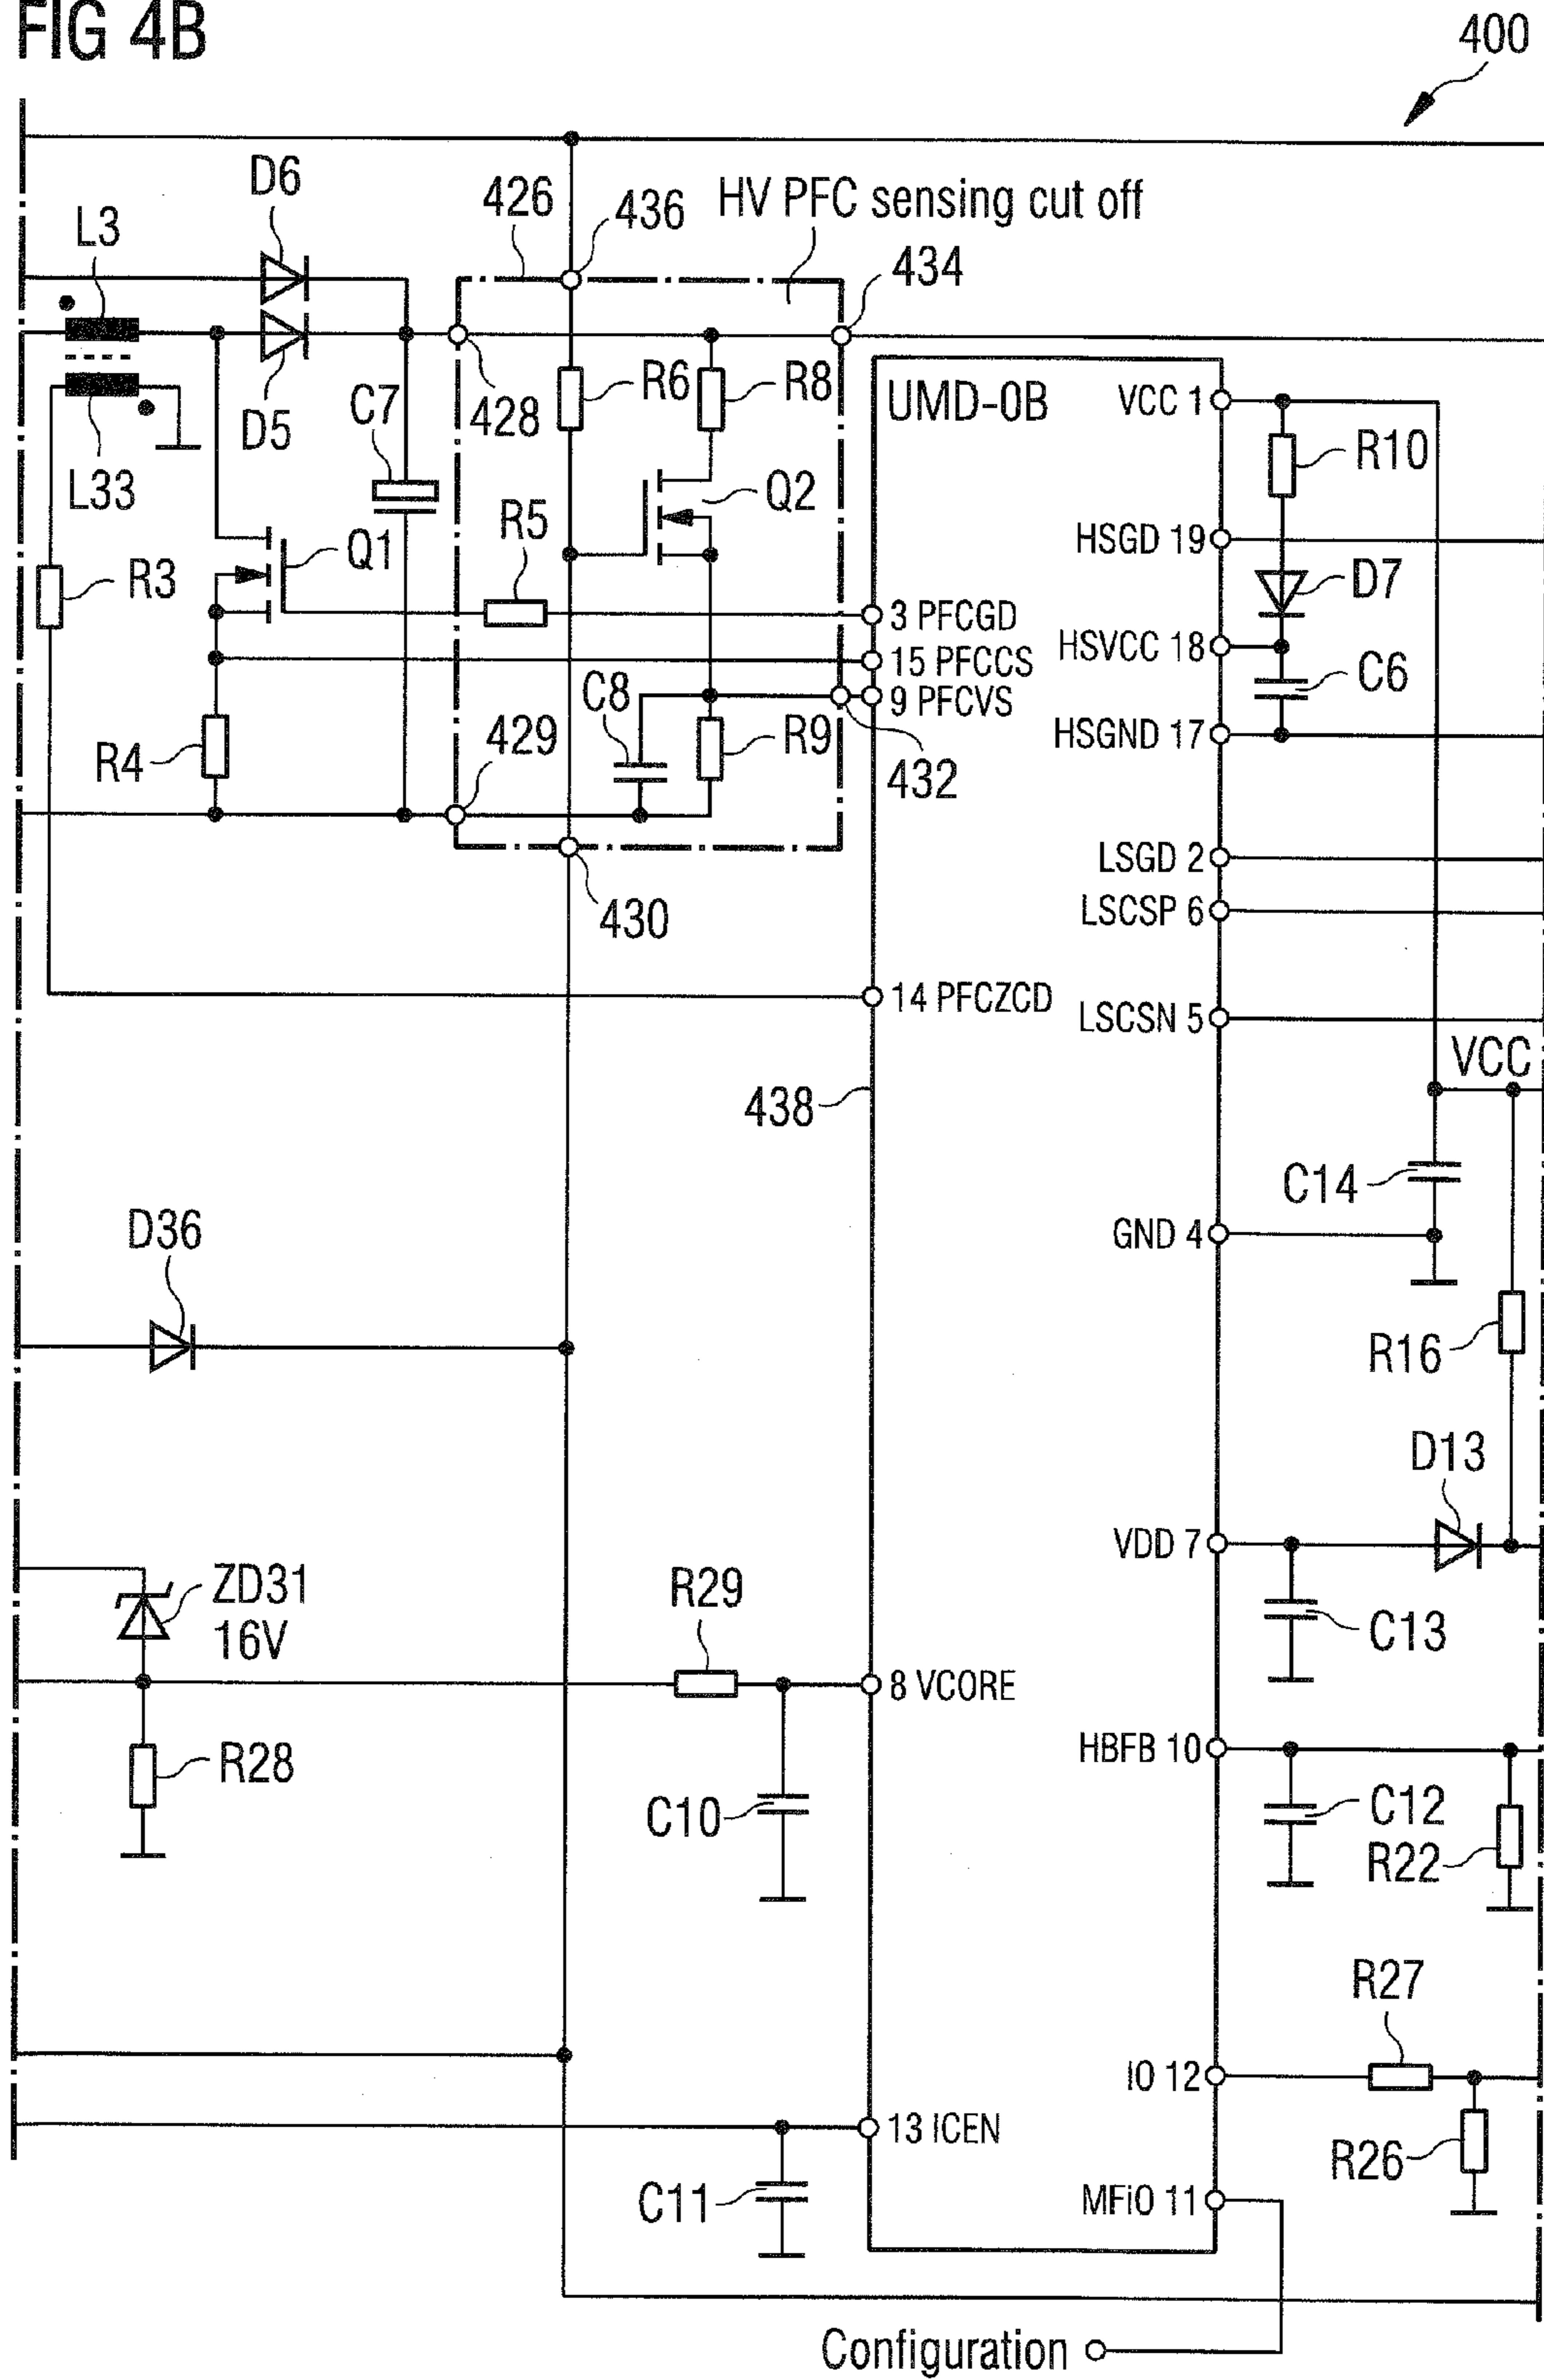 FIG 4B
400
D6
426
436
HV PFC sensing cut off
L3
434
R6
R8
UMD-0B
VCC 1
C7
428
D5
R10
L33
Q2
R5
HSGD 19
Q1
R3
D7
3 PFCGD
HSVCC 18
15 PFCCS
C8
C6
9 PFCVS
429
R9
HSGND 17
R4
432
LSGD 2
430
LSCSP 6
14 PFCZCD
LSCSN 5
VCC
438
C14
D36
GND 4
R16
D13
VDD 7
ZD31
16V
R29
C13
8 VCORE
HBFB 10
R28
C10
C12
R22
R27
IO 12
13 ICEN
R26
C11
MFiO 11
Configuration